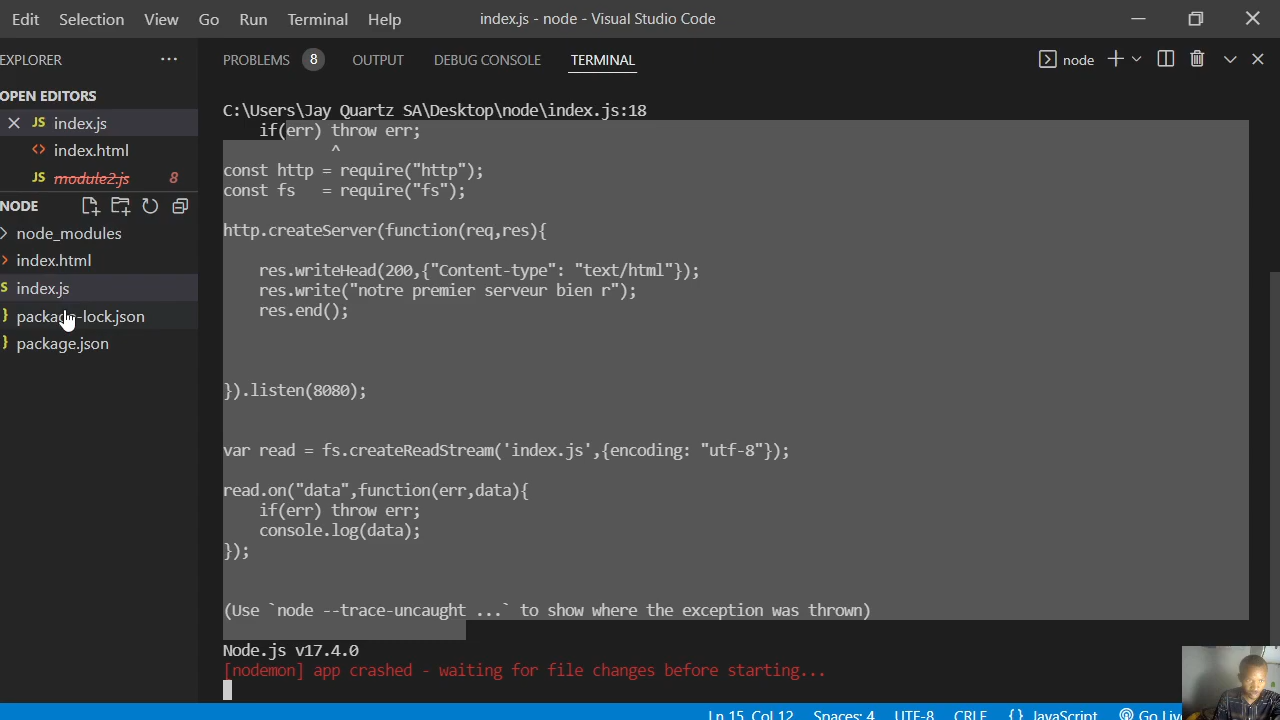 Edit Selection View Go Run Terminal Help index.js - node - Visual Studio Code
EXPLORER
OPEN EDITORS
JS index.js
<> index.html
JS module2.js 8
NODE
node_modules
index.html
index.js
package-lock.json
package.json
PROBLEMS 8 OUTPUT DEBUG CONSOLE TERMINAL node
C:\Users\Jay Quartz SA\Desktop\node\index.js:18
if(err) throw err;
^
const http = require("http");
const fs = require("fs");
http.createServer(function(req,res){
res.writeHead(200,{"Content-type": "text/html"});
res.write("notre premier serveur bien r");
res.end();
}).listen(8080);
var read = fs.createReadStream('index.js',{encoding: "utf-8"});
read.on("data",function(err,data){
if(err) throw err;
console.log(data);
});
(Use `node --trace-uncaught ...` to show where the exception was thrown)
Node.js v17.4.0
[nodemon] app crashed - waiting for file changes before starting...
Ln 15, Col 12 Spaces: 4 UTF-8 CRLF {} JavaScript Go Liv